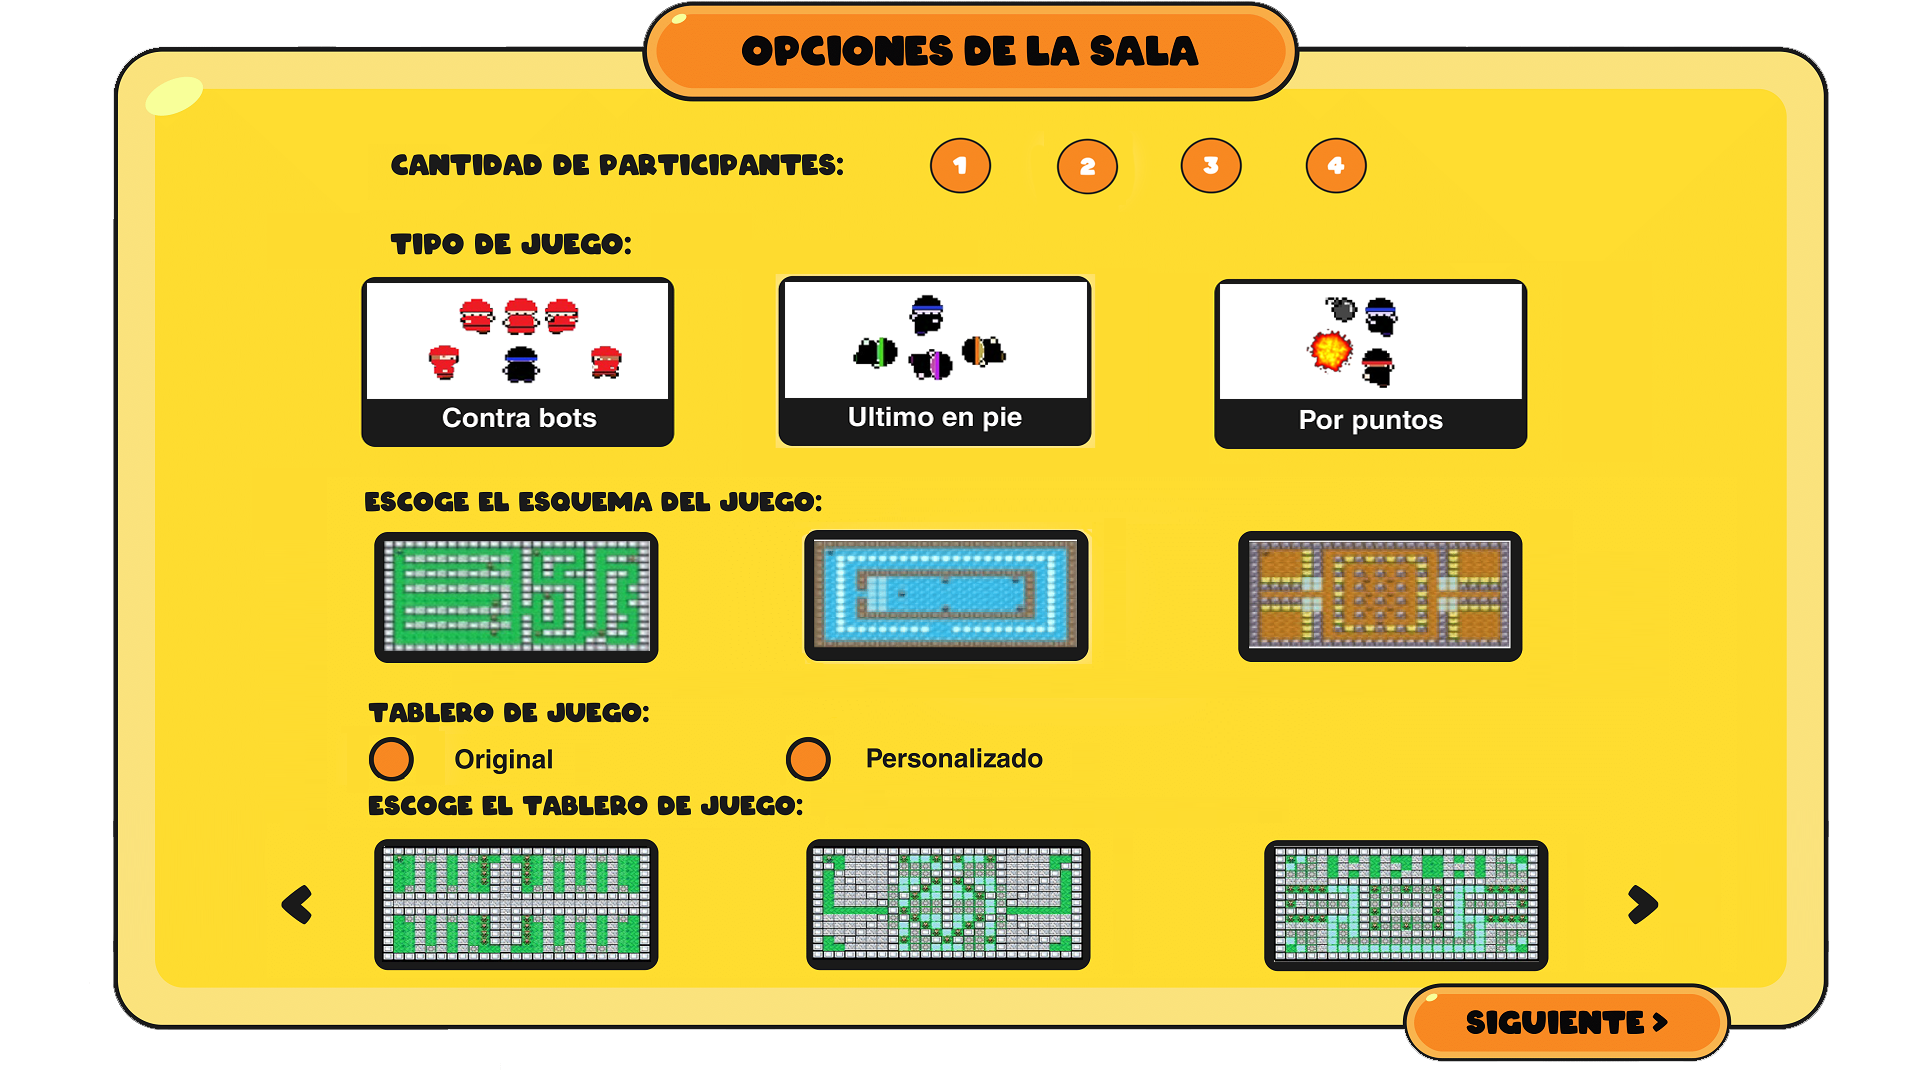 OPCIONES DE LA SALA
CANTIDAD DE PARTICIPANTES: 1 2 3 4
TIPO DE JUEGO:
Contra bots
Ultimo en pie
Por puntos
ESCOGE EL ESQUEMA DEL JUEGO:
TABLERO DE JUEGO:
Original Personalizado
ESCOGE EL TABLERO DE JUEGO:
< >
SIGUIENTE >